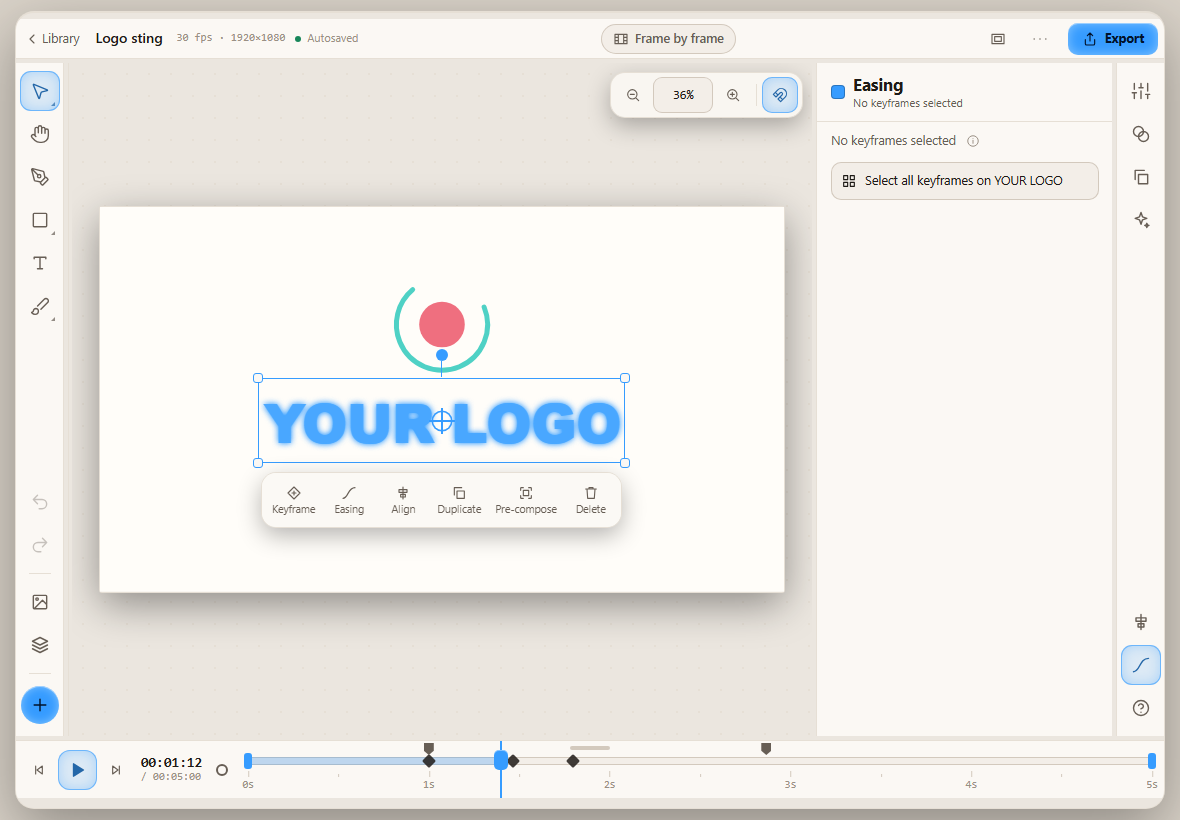 Library
Logo sting
30 fps · 1920×1080
Autosaved
Frame by frame
Export
36%
Easing
No keyframes selected
No keyframes selected
Select all keyframes on YOUR LOGO
YOUR LOGO
Keyframe
Easing
Align
Duplicate
Pre-compose
Delete
00:01:12
/ 00:05:00
0s
1s
2s
3s
4s
5s